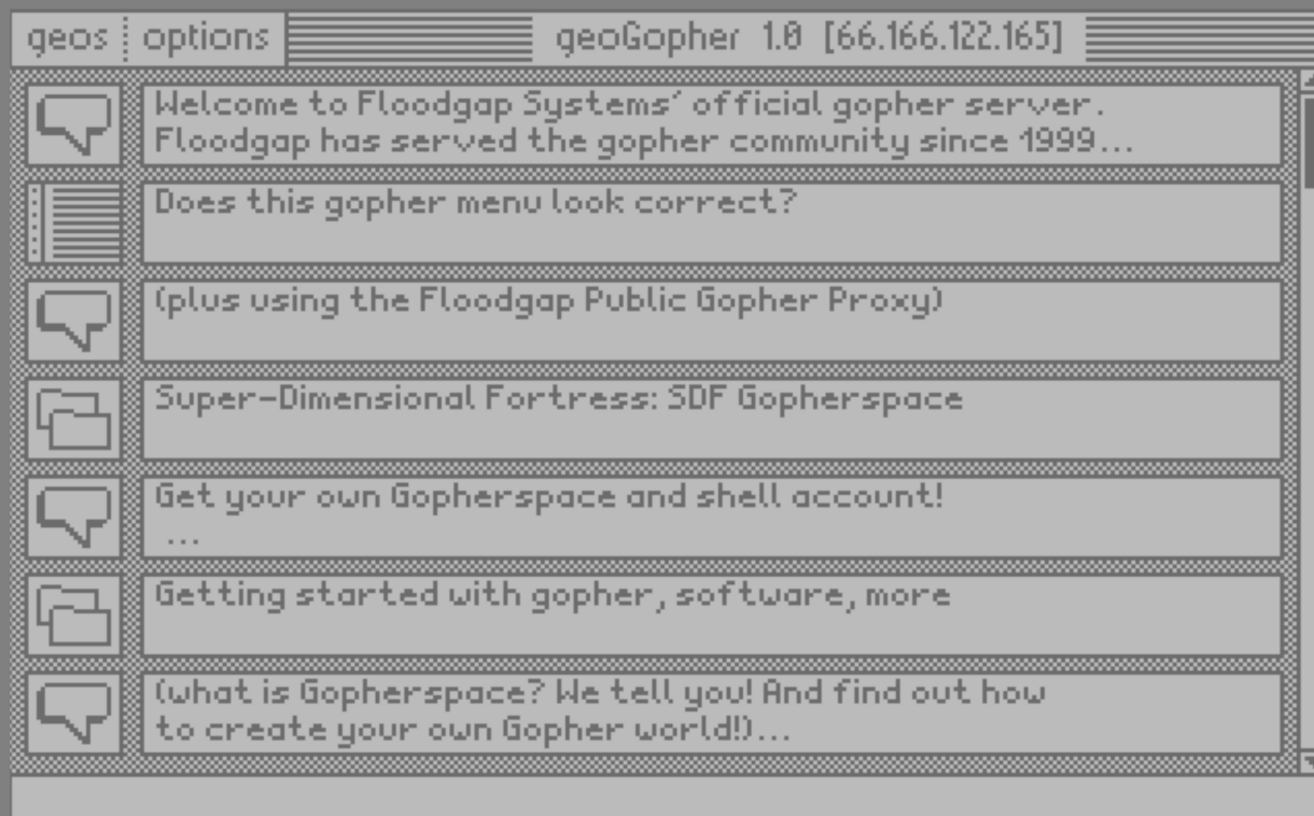 geos options geoGopher 1.0 [66.166.122.165]
Welcome to Floodgap Systems' official gopher server.
Floodgap has served the gopher community since 1999...
Does this gopher menu look correct?
(plus using the Floodgap Public Gopher Proxy)
Super-Dimensional Fortress: SDF Gopherspace
Get your own Gopherspace and shell account!
...
Getting started with gopher, software, more
(what is Gopherspace? We tell you! And find out how
to create your own Gopher world!)...